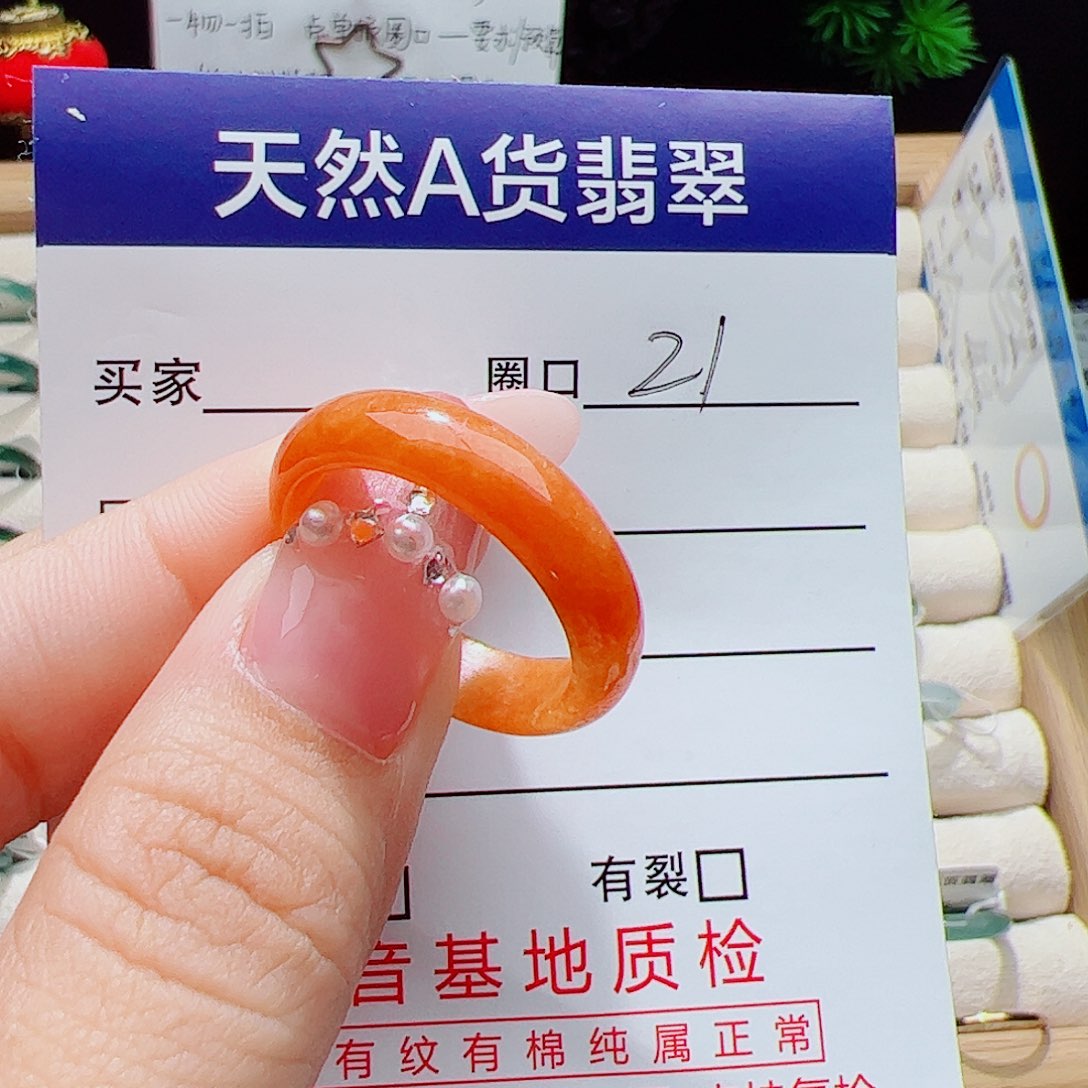 天然A货翡翠
买家 圈口 21
有裂
音基地质检
有纹有棉纯属正常